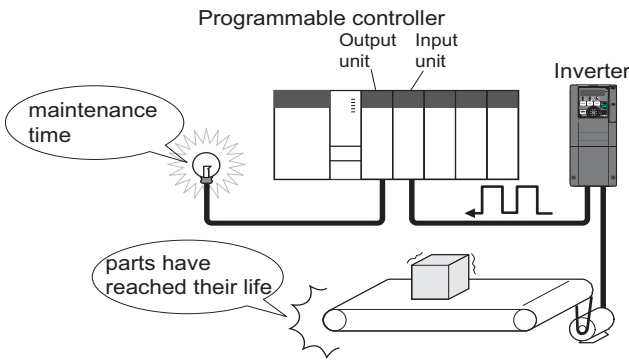 Programmable controller
Output Input
unit unit
Inverter
maintenance
time
parts have
reached their life